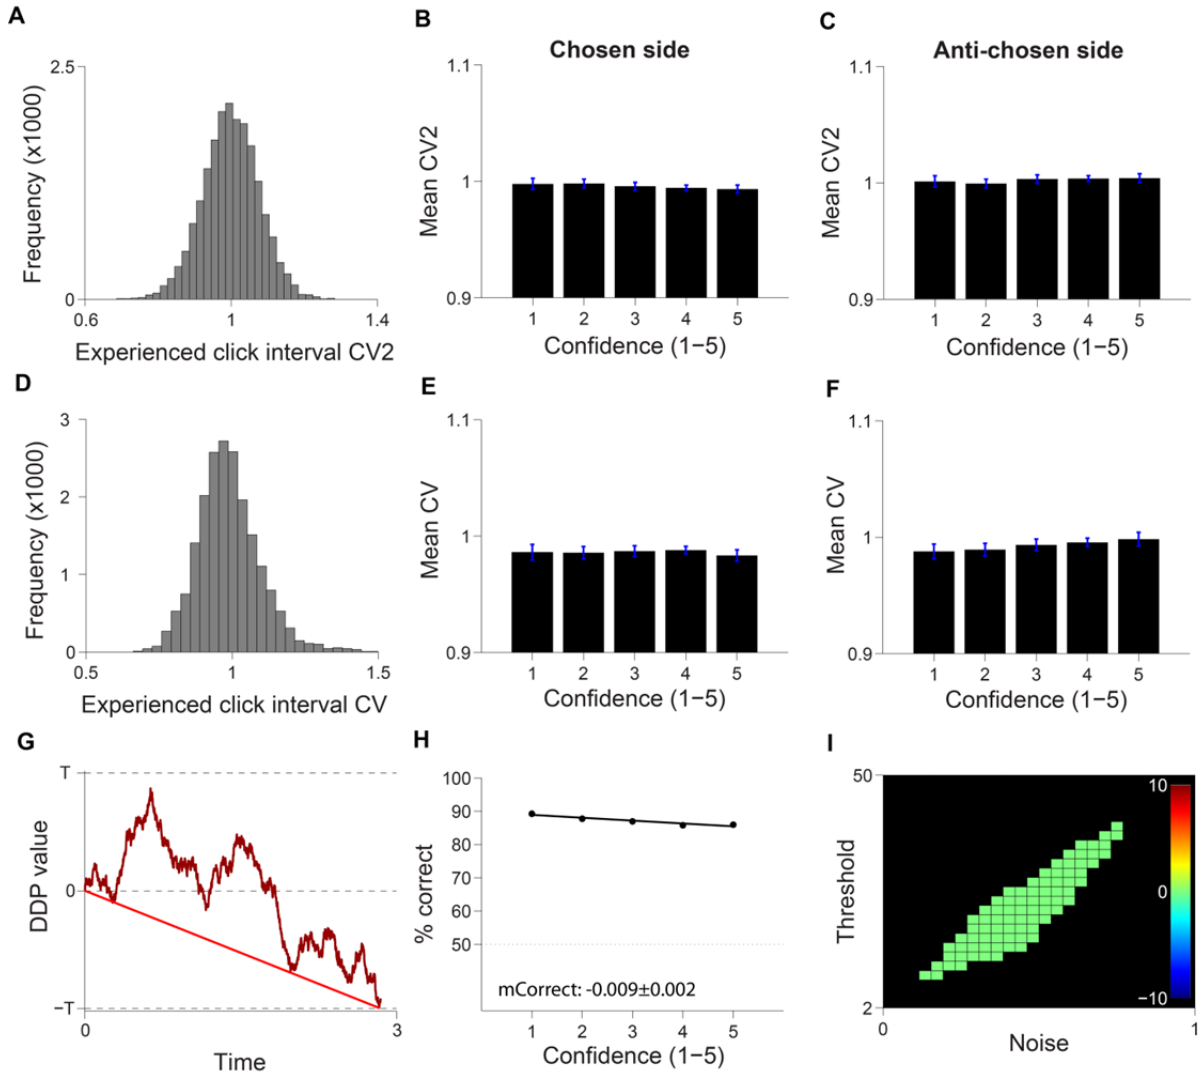 A
2.5
0
Frequency (x1000)
0.6
1
1.4
Experienced click interval CV2
B
Chosen side
1.1
1
0.9
Mean CV2
1
2
3
4
5
Confidence (1−5)
C
Anti-chosen side
1.1
1
0.9
Mean CV2
1
2
3
4
5
Confidence (1−5)
D
3
2
1
0
Frequency (x1000)
0.5
1
1.5
Experienced click interval CV
E
1.1
1
0.9
Mean CV
1
2
3
4
5
Confidence (1−5)
F
1.1
1
0.9
Mean CV
1
2
3
4
5
Confidence (1−5)
G
T
0
−T
DDP value
0
3
Time
H
100
90
80
70
60
50
% correct
mCorrect: -0.009±0.002
1
2
3
4
5
Confidence (1−5)
I
50
2
Threshold
10
0
−10
0
1
Noise